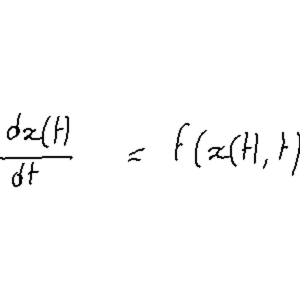 dx(t)/dt = f(x(t), t)